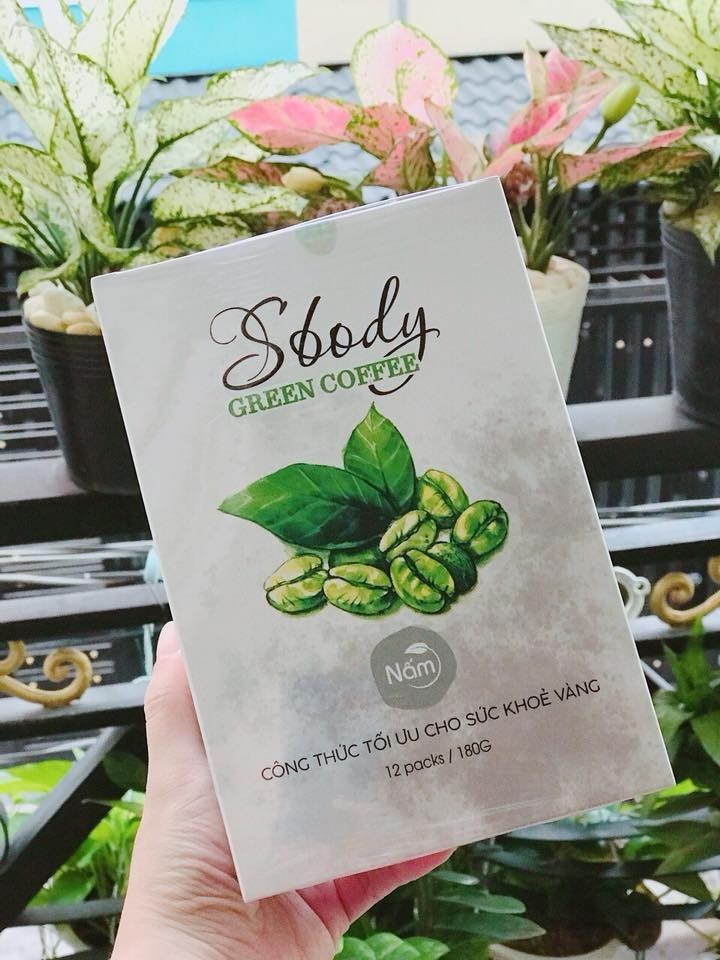 Sbody
GREEN COFFEE
Nấm
CÔNG THỨC TỐI ƯU CHO SỨC KHOẺ VÀNG
12 packs / 180G